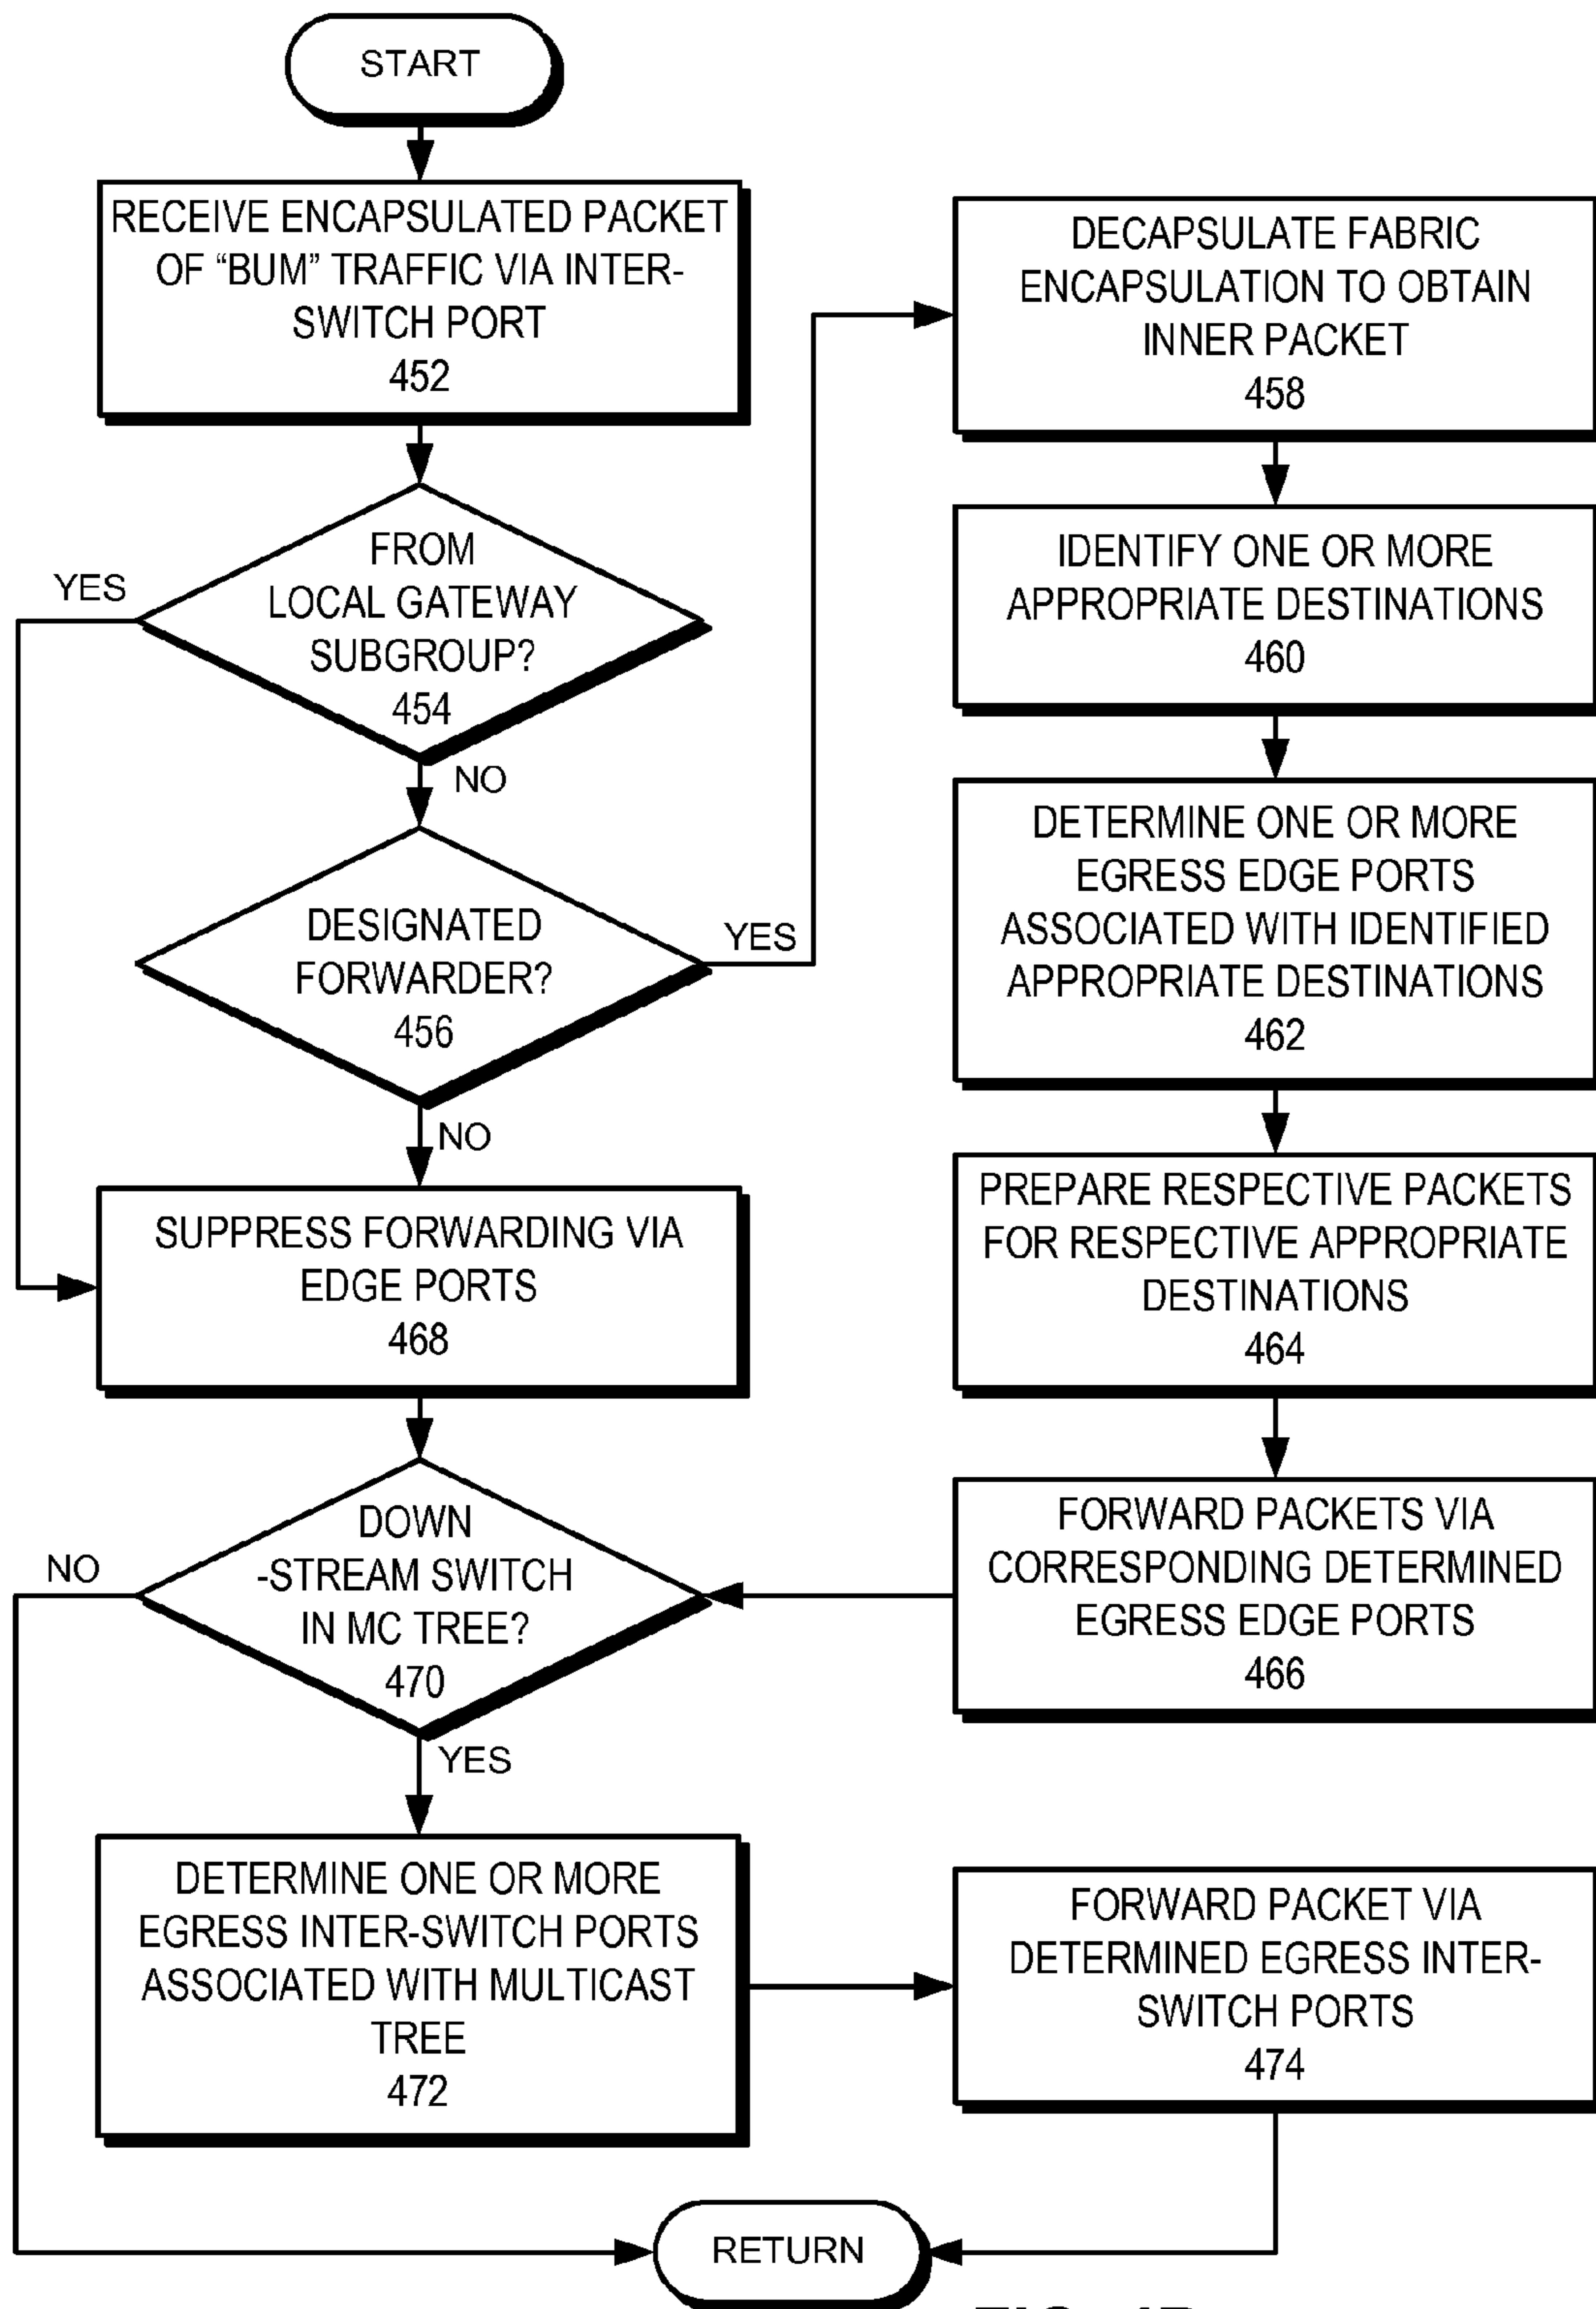 START
RECEIVE ENCAPSULATED PACKET
OF “BUM” TRAFFIC VIA INTER-
SWITCH PORT
452
FROM
LOCAL GATEWAY
SUBGROUP?
454
YES
NO
DESIGNATED
FORWARDER?
456
YES
NO
DECAPSULATE FABRIC
ENCAPSULATION TO OBTAIN
INNER PACKET
458
IDENTIFY ONE OR MORE
APPROPRIATE DESTINATIONS
460
DETERMINE ONE OR MORE
EGRESS EDGE PORTS
ASSOCIATED WITH IDENTIFIED
APPROPRIATE DESTINATIONS
462
PREPARE RESPECTIVE PACKETS
FOR RESPECTIVE APPROPRIATE
DESTINATIONS
464
FORWARD PACKETS VIA
CORRESPONDING DETERMINED
EGRESS EDGE PORTS
466
SUPPRESS FORWARDING VIA
EDGE PORTS
468
DOWN
-STREAM SWITCH
IN MC TREE?
470
NO
YES
DETERMINE ONE OR MORE
EGRESS INTER-SWITCH PORTS
ASSOCIATED WITH MULTICAST
TREE
472
FORWARD PACKET VIA
DETERMINED EGRESS INTER-
SWITCH PORTS
474
RETURN